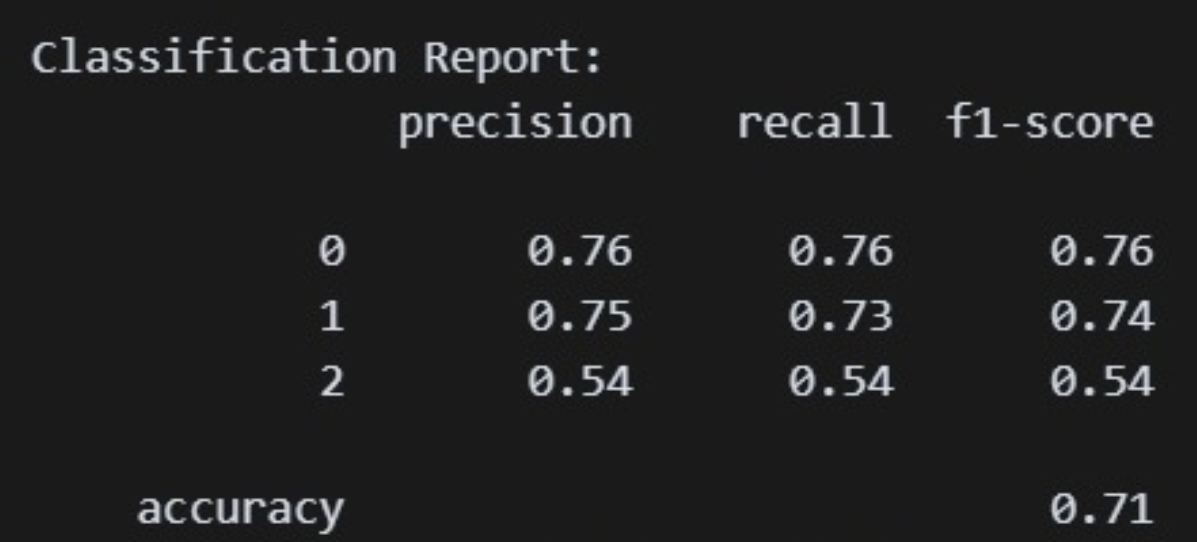 Classification Report:
precision recall f1-score
0 0.76 0.76 0.76
1 0.75 0.73 0.74
2 0.54 0.54 0.54
accuracy 0.71